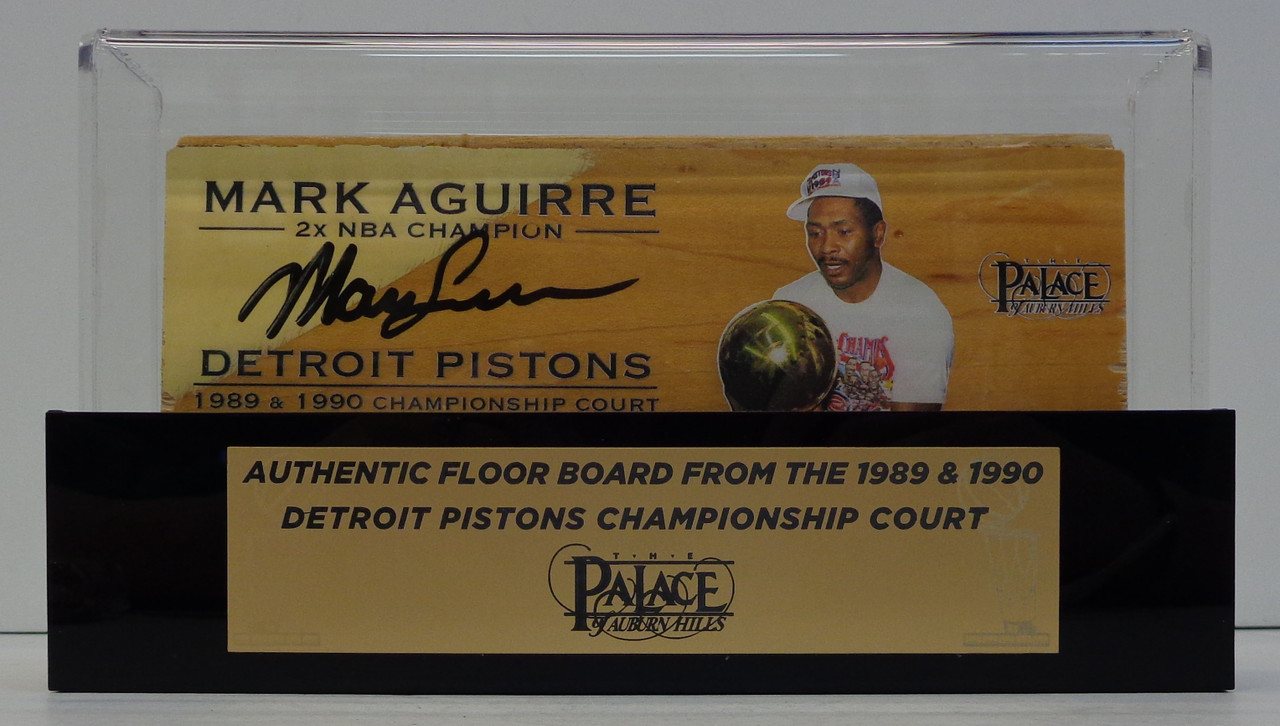 MARK AGUIRRE
2X NBA CHAMPION
DETROIT PISTONS
1989 & 1990 CHAMPIONSHIP COURT
CHAMPS
THE
PALACE
of AUBURN HILLS
AUTHENTIC FLOOR BOARD FROM THE 1989 & 1990
DETROIT PISTONS CHAMPIONSHIP COURT
T·H·E
PALACE
of AUBURN HILLS